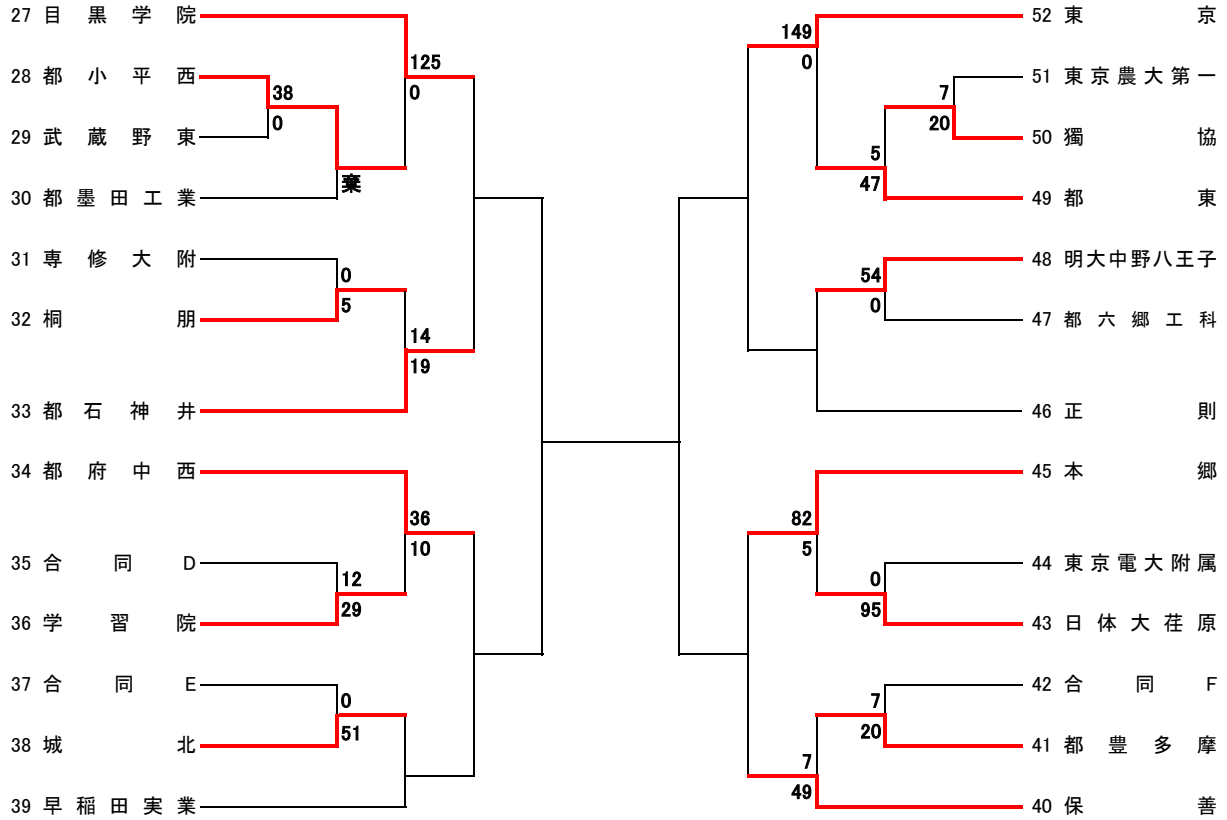 27 目黒学院
28 都小平西
29 武蔵野東
30 都墨田工業
31 専修大附
32 桐朋
33 都石神井
34 都府中西
35 合同D
36 学習院
37 合同E
38 城北
39 早稲田実業
125
0
38
0
棄
0
5
14
19
36
10
12
29
0
51
52 東京
51 東京農大第一
50 獨協
49 都東
48 明大中野八王子
47 都六郷工科
46 正則
45 本郷
44 東京電大附属
43 日体大荏原
42 合同F
41 都豊多摩
40 保善
149
0
7
20
5
47
54
0
82
5
0
95
7
20
7
49